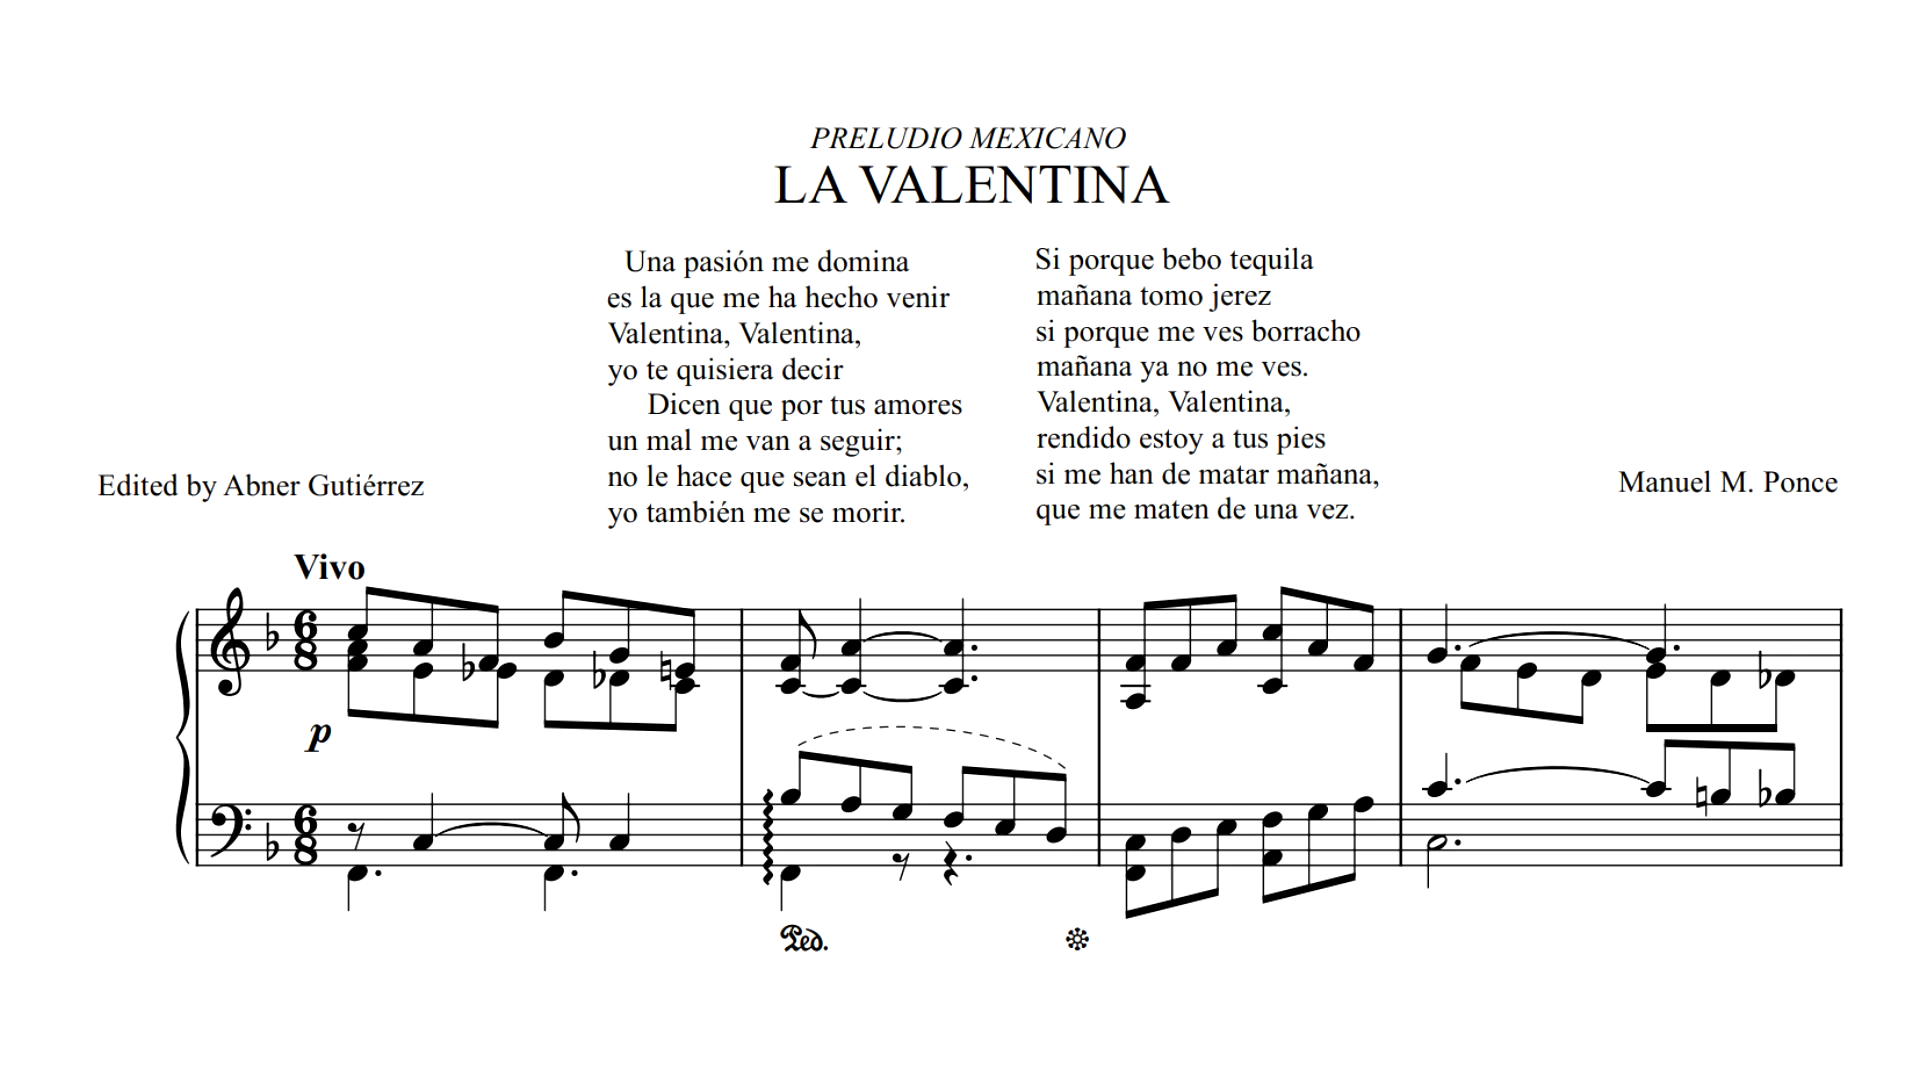 PRELUDIO MEXICANO
LA VALENTINA
Una pasión me domina
es la que me ha hecho venir
Valentina, Valentina,
yo te quisiera decir
Dicen que por tus amores
un mal me van a seguir;
no le hace que sean el diablo,
yo también me se morir.
Si porque bebo tequila
mañana tomo jerez
si porque me ves borracho
mañana ya no me ves.
Valentina, Valentina,
rendido estoy a tus pies
si me han de matar mañana,
que me maten de una vez.
Edited by Abner Gutiérrez
Manuel M. Ponce
Vivo
6
8
p
6
8
Ped.